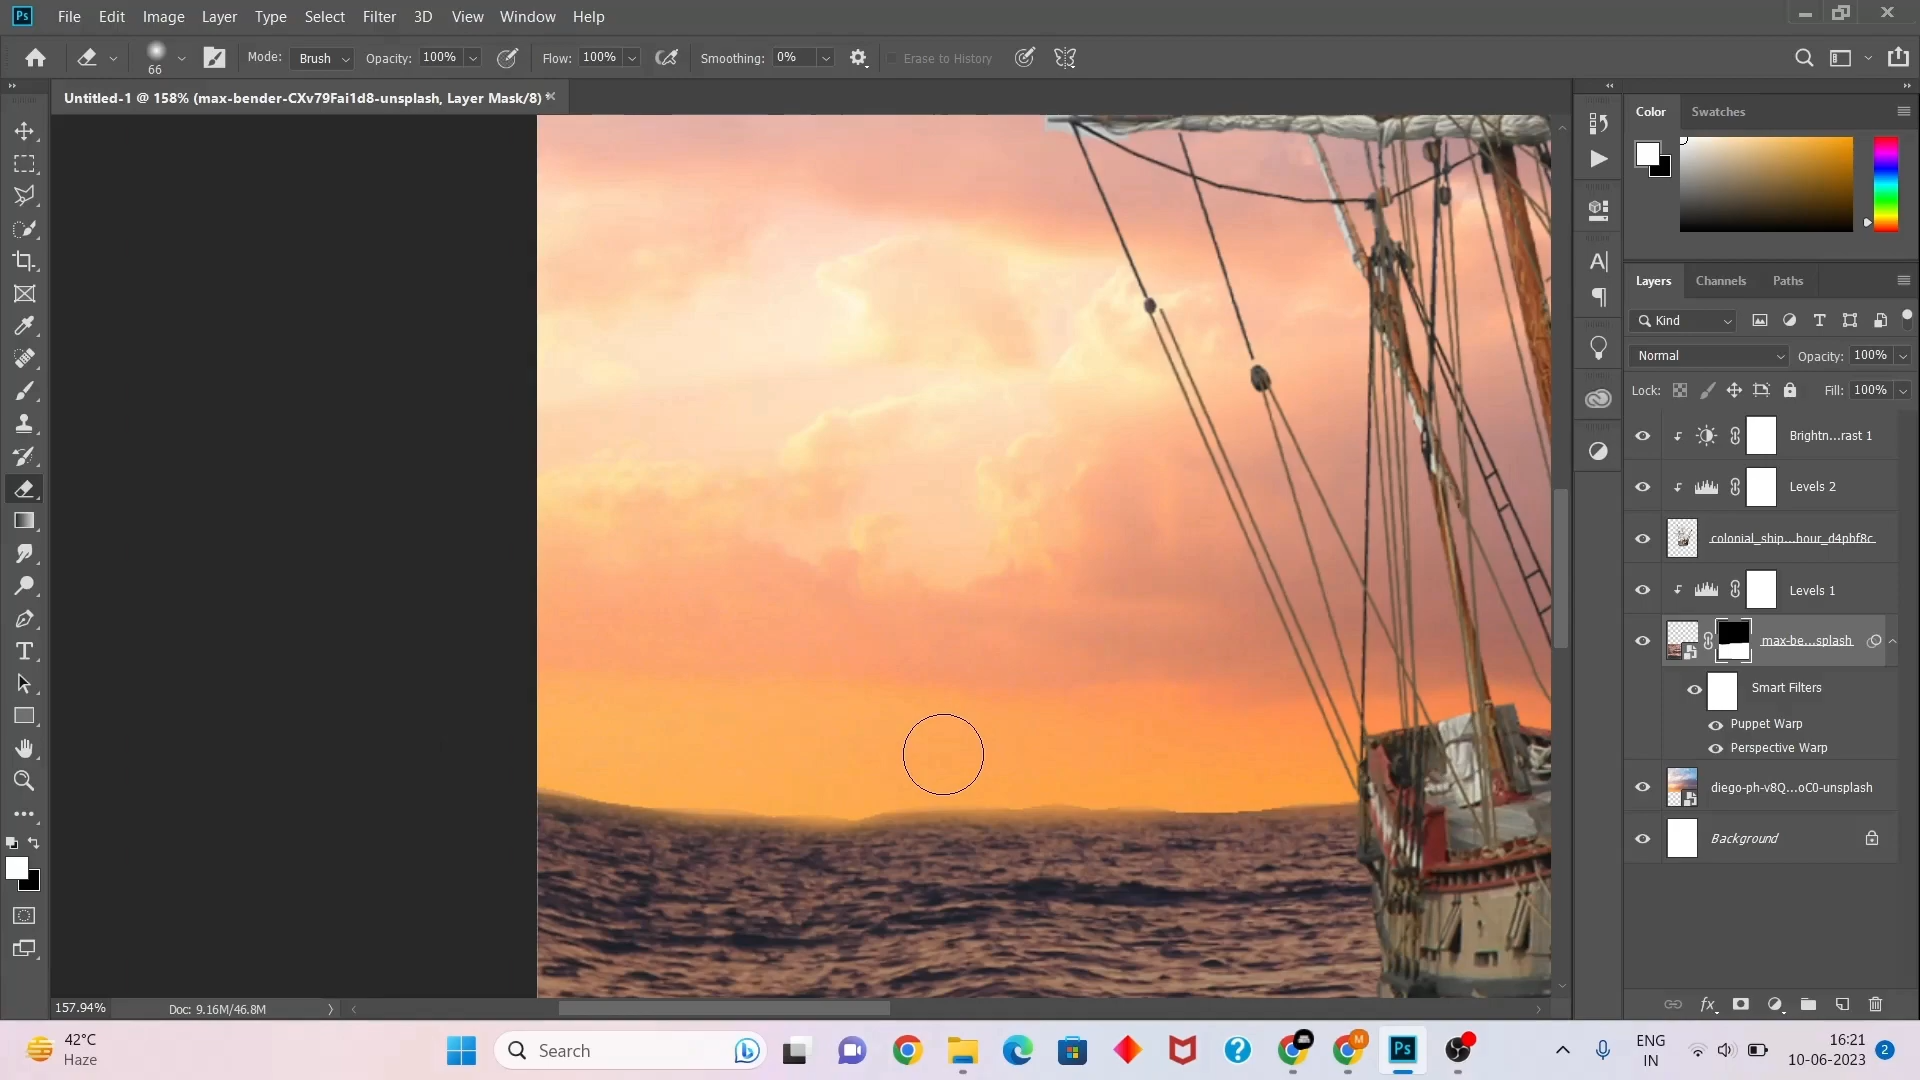 Ps File Edit Image Layer Type Select Filter 3D View Window Help
66 Mode: Brush Opacity: 100% Flow: 100% Smoothing: 0% Erase to History
Untitled-1 @ 158% (max-bender-CXv79Fai1d8-unsplash, Layer Mask/8) *
Color Swatches
Layers Channels Paths
Kind
Normal Opacity: 100%
Lock: Fill: 100%
Brightn...rast 1
Levels 2
colonial_ship...hour_d4phf8c
Levels 1
max-be...splash
Smart Filters
Puppet Warp
Perspective Warp
diego-ph-v8Q...oC0-unsplash
Background
157.94% Doc: 9.16M/46.8M
42°C
Haze
Search
M
Ps
ENG
IN
16:21
10-06-2023
2